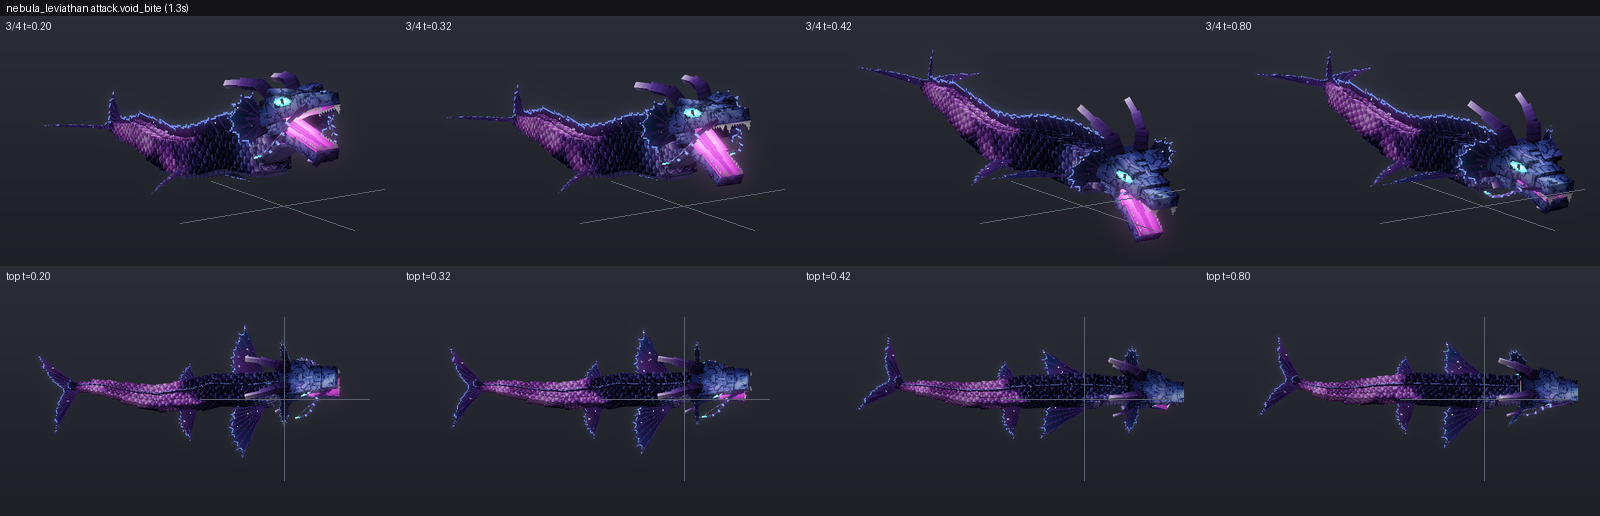 nebula_leviathan attack.void_bite (1.3s)
3/4 t=0.20
3/4 t=0.32
3/4 t=0.42
3/4 t=0.80
top t=0.20
top t=0.32
top t=0.42
top t=0.80